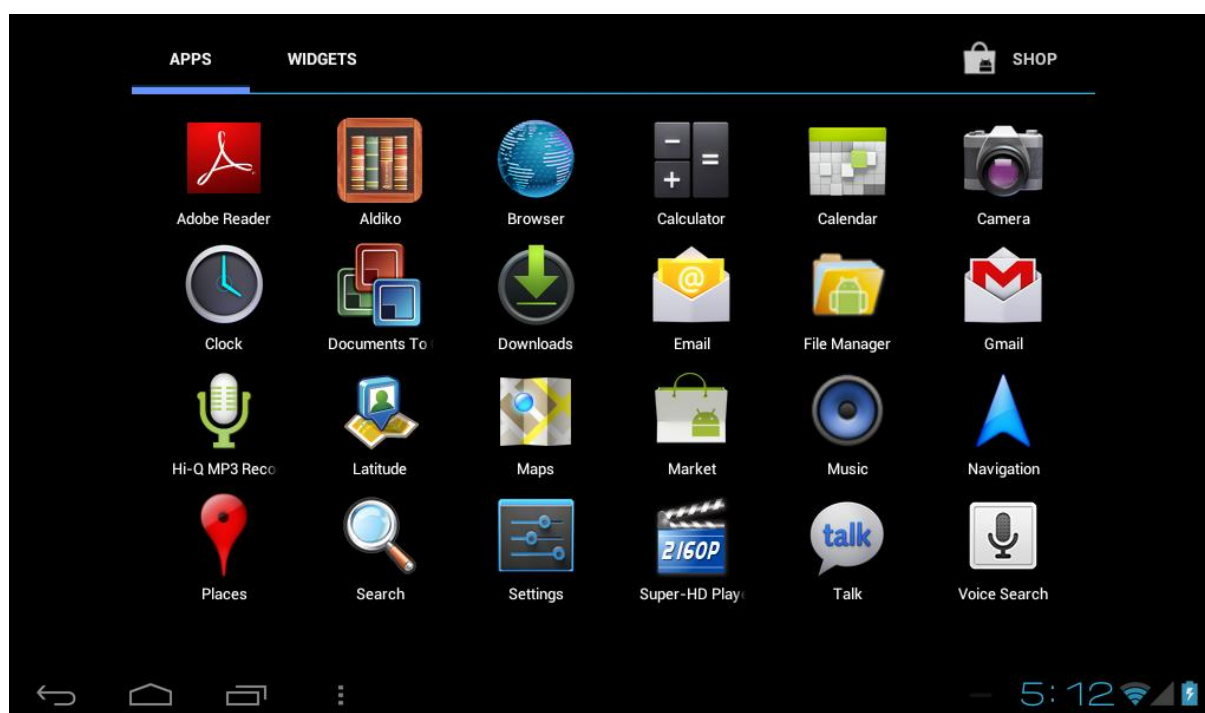 APPS WIDGETS SHOP
Adobe Reader Aldiko Browser Calculator Calendar Camera
@
Clock Documents To Downloads Email File Manager Gmail
Hi-Q MP3 Reco Latitude Maps Market Music Navigation
2160P talk
Places Search Settings Super-HD Play Talk Voice Search
5:12